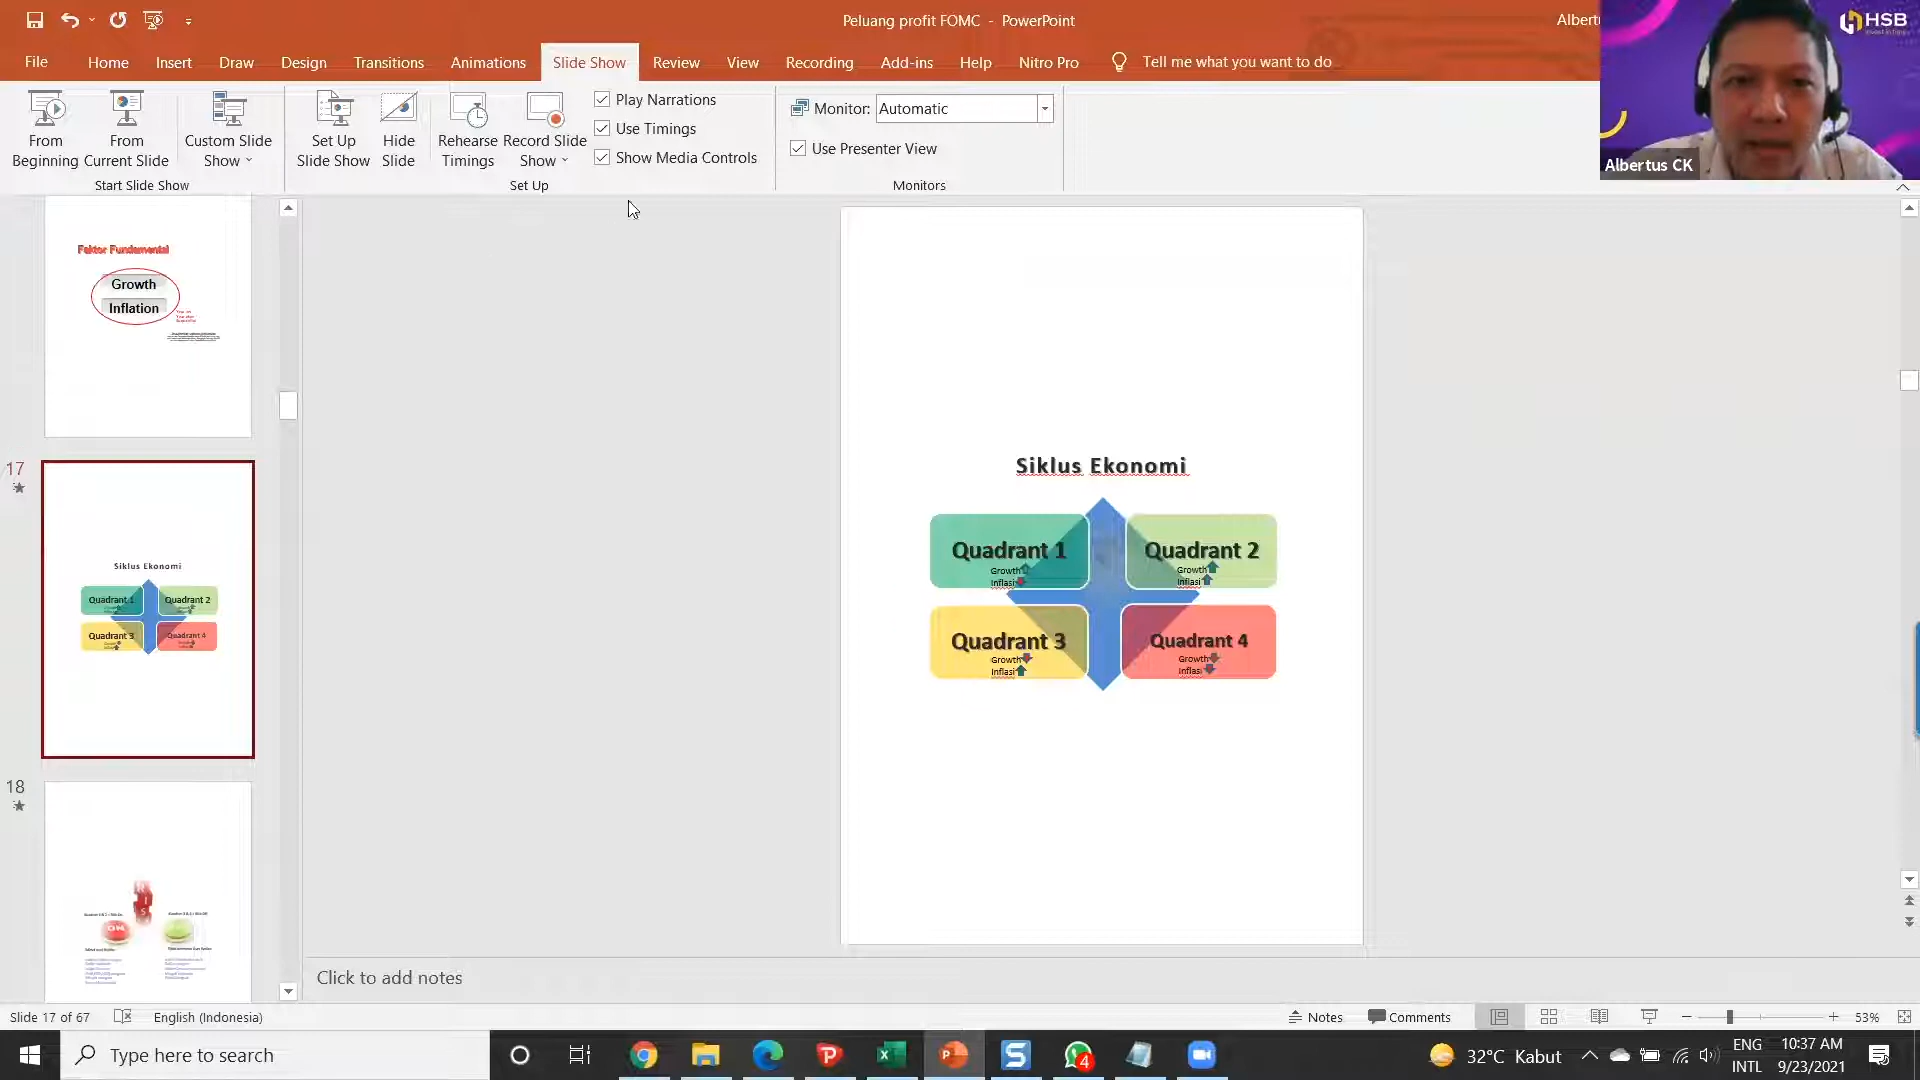 Peluang profit FOMC - PowerPoint
HSB
Albertus CK
File Home Insert Draw Design Transitions Animations Slide Show Review View Recording Add-ins Help Nitro Pro Tell me what you want to do
From Beginning
From Current Slide
Custom Slide Show
Start Slide Show
Set Up Slide Show
Hide Slide
Rehearse Timings
Record Slide Show
Play Narrations
Use Timings
Show Media Controls
Set Up
Monitor: Automatic
Use Presenter View
Monitors
Faktor Fundamental
Growth
Inflation
17
Siklus Ekonomi
Quadrant 1 Quadrant 2
Quadrant 3 Quadrant 4
18
ON
Siklus Ekonomi
Quadrant 1
Growth
Inflasi
Quadrant 2
Growth
Inflasi
Quadrant 3
Growth
Inflasi
Quadrant 4
Growth
Inflasi
Click to add notes
Slide 17 of 67 English (Indonesia) Notes Comments 53%
Type here to search
4
32°C Kabut
ENG
INTL
10:37 AM
9/23/2021